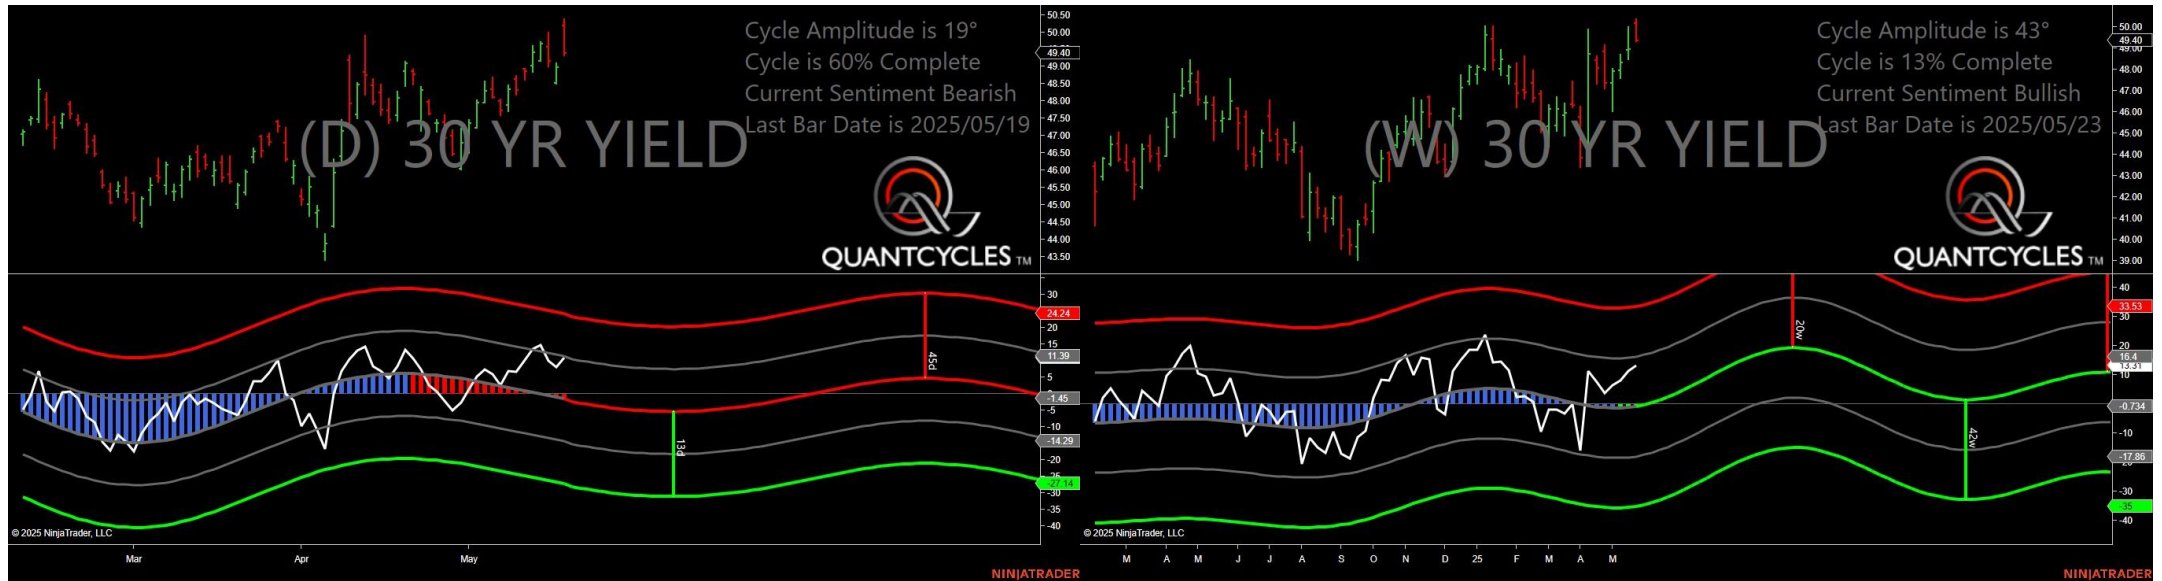 Cycle Amplitude is 19°
Cycle is 60% Complete
Current Sentiment Bearish
Last Bar Date is 2025/05/19
(D) 30 YR YIELD
QUANTCYCLES TM
50.50
50.00
49.40
49.00
48.50
48.00
47.50
47.00
46.50
46.00
45.50
45.00
44.50
44.00
43.50
30
24.24
20
15
11.39
5
-1.45
-5
-10
-14.29
-20
-25
-27.14
-30
-35
-40
45d
13d
© 2025 NinjaTrader, LLC
Mar
Apr
May
NINJATRADER
Cycle Amplitude is 43°
Cycle is 13% Complete
Current Sentiment Bullish
Last Bar Date is 2025/05/23
(W) 30 YR YIELD
QUANTCYCLES TM
50.00
49.40
49.00
48.00
47.00
46.00
45.00
44.00
43.00
42.00
41.00
40.00
39.00
40
33.53
30
20
16.4
13.31
10
-0.734
-10
-17.86
-20
-30
-35
-40
20w
42w
© 2025 NinjaTrader, LLC
M
A
M
J
J
A
S
O
N
D
25
F
M
A
M
NINJATRADER